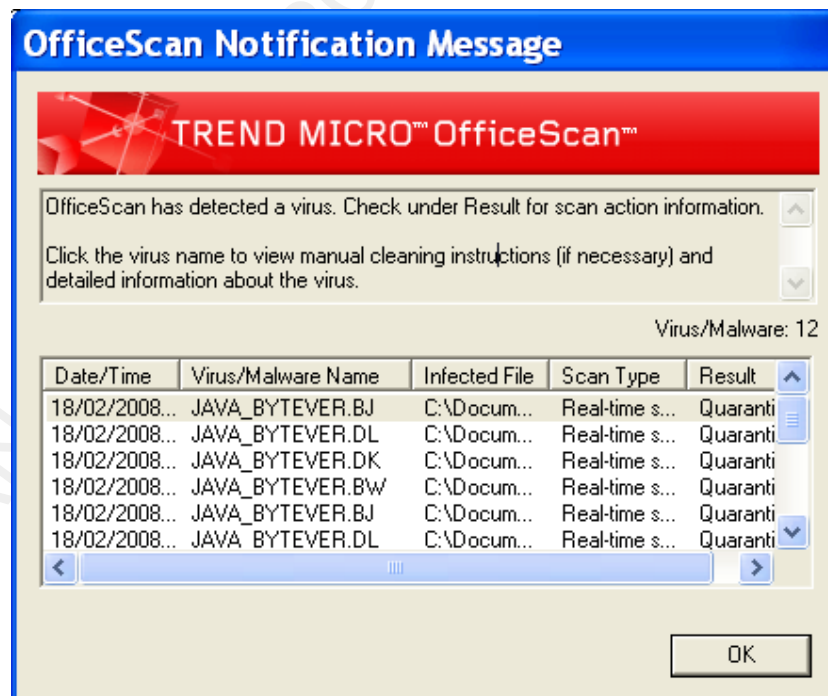 OfficeScan Notification Message
TREND MICRO™ OfficeScan™
OfficeScan has detected a virus. Check under Result for scan action information.
Click the virus name to view manual cleaning instructions (if necessary) and
detailed information about the virus.
Virus/Malware: 12
Date/Time Virus/Malware Name Infected File Scan Type Result
18/02/2008... JAVA_BYTEVER.BJ C:\Docum... Real-time s... Quaranti
18/02/2008... JAVA_BYTEVER.DL C:\Docum... Real-time s... Quaranti
18/02/2008... JAVA_BYTEVER.DK C:\Docum... Real-time s... Quaranti
18/02/2008... JAVA_BYTEVER.BW C:\Docum... Real-time s... Quaranti
18/02/2008... JAVA_BYTEVER.BJ C:\Docum... Real-time s... Quaranti
18/02/2008... JAVA_BYTEVER.DL C:\Docum... Real-time s... Quaranti
OK